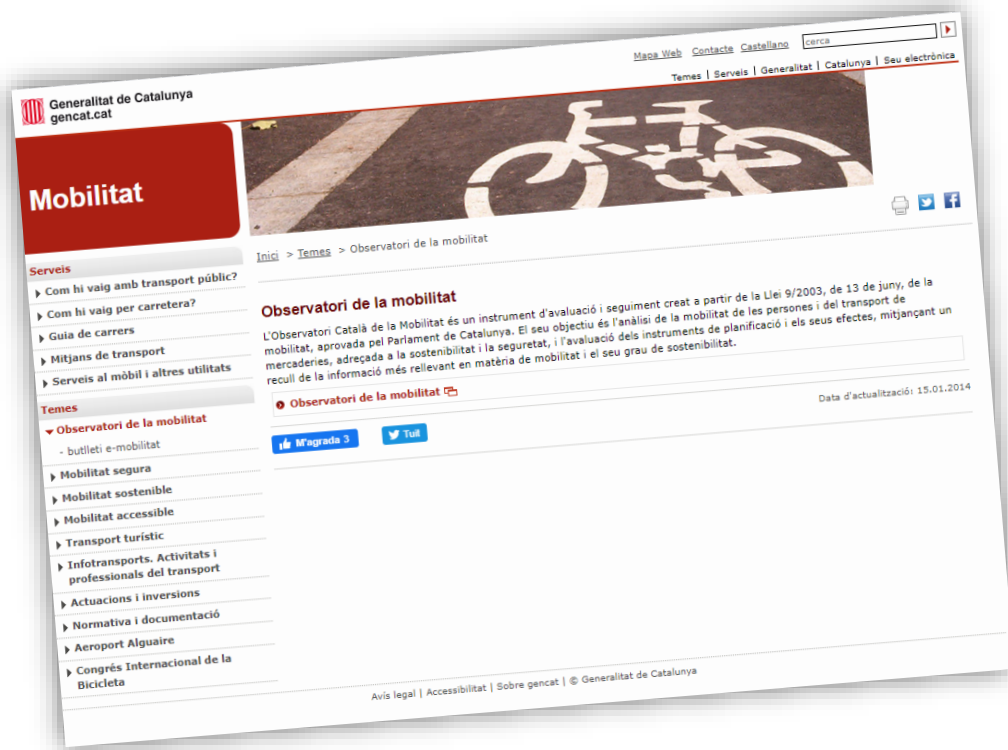 Mapa Web Contacte Castellano cerca
Temes | Serveis | Generalitat | Catalunya | Seu electrònica
Generalitat de Catalunya
gencat.cat
Mobilitat
Inici > Temes > Observatori de la mobilitat
Serveis
Com hi vaig amb transport públic?
Com hi vaig per carretera?
Guia de carrers
Mitjans de transport
Serveis al mòbil i altres utilitats
Temes
Observatori de la mobilitat
- butlleti e-mobilitat
Mobilitat segura
Mobilitat sostenible
Mobilitat accessible
Transport turístic
Infotransports. Activitats i
professionals del transport
Actuacions i inversions
Normativa i documentació
Aeroport Alguaire
Congrés Internacional de la
Bicicleta
Observatori de la mobilitat
L'Observatori Català de la Mobilitat és un instrument d'avaluació i seguiment creat a partir de la Llei 9/2003, de 13 de juny, de la
mobilitat, aprovada pel Parlament de Catalunya. El seu objectiu és l'anàlisi de la mobilitat de les persones i del transport de
mercaderies, adreçada a la sostenibilitat i la seguretat, i l'avaluació dels instruments de planificació i els seus efectes, mitjançant un
recull de la informació més rellevant en matèria de mobilitat i el seu grau de sostenibilitat.
Observatori de la mobilitat
Data d'actualització: 15.01.2014
M'agrada 3
Tuit
Avís legal | Accessibilitat | Sobre gencat | © Generalitat de Catalunya